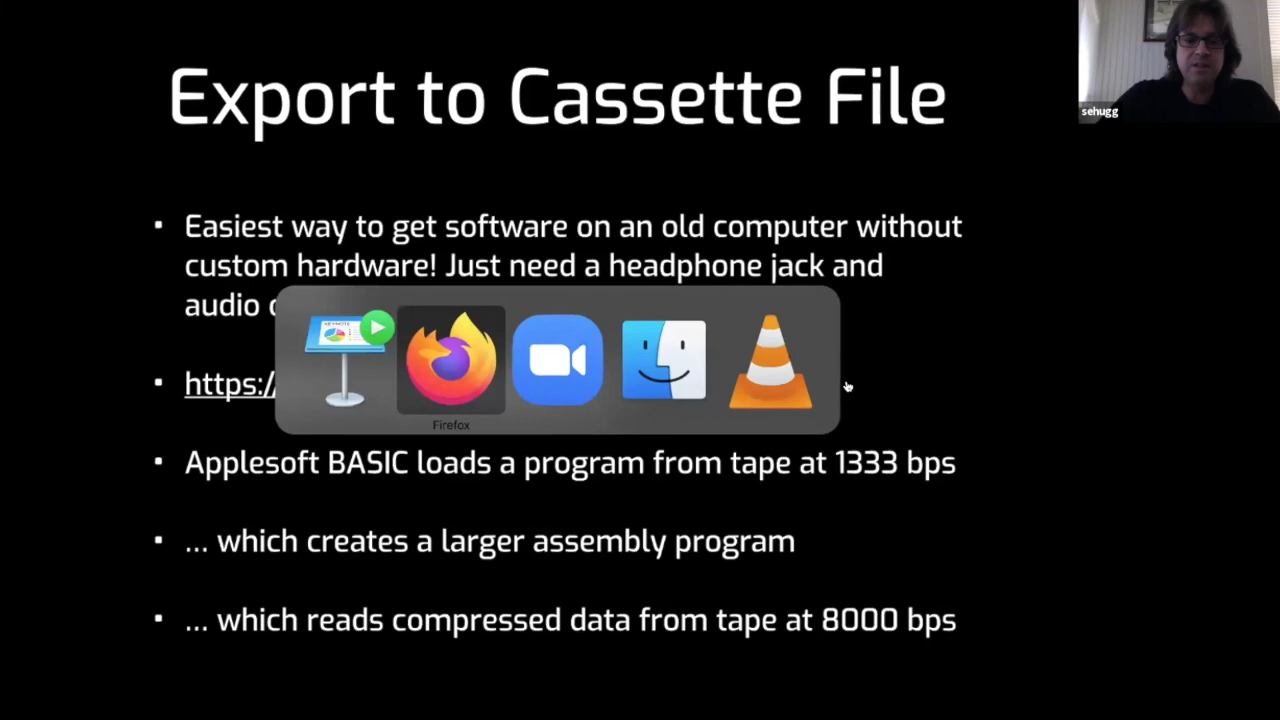 Export to Cassette File
sehugg
Easiest way to get software on an old computer without
custom hardware! Just need a headphone jack and
audio
https://
KEYNOTE
Firefox
Applesoft BASIC loads a program from tape at 1333 bps
... which creates a larger assembly program
... which reads compressed data from tape at 8000 bps